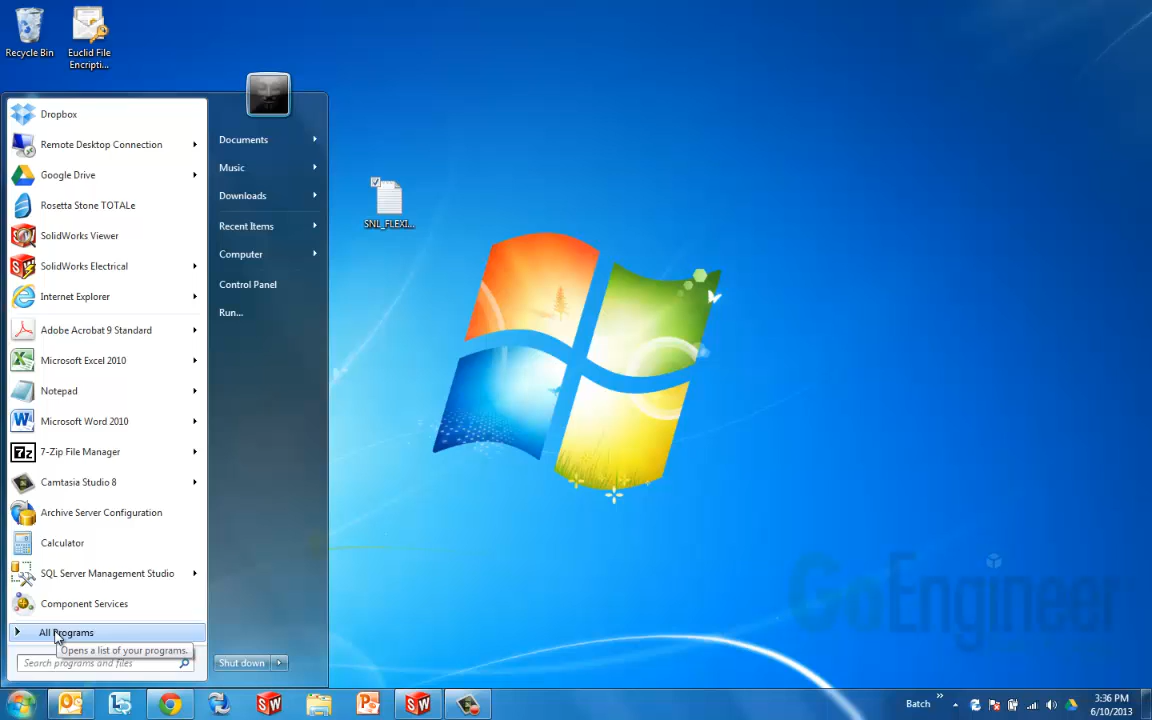 Recycle Bin
Euclid File
Encripti...
Dropbox
Remote Desktop Connection
Google Drive
Rosetta Stone TOTALe
SolidWorks Viewer
SolidWorks Electrical
Internet Explorer
Adobe Acrobat 9 Standard
Microsoft Excel 2010
Notepad
Microsoft Word 2010
7-Zip File Manager
Camtasia Studio 8
Archive Server Configuration
Calculator
SQL Server Management Studio
Component Services
All Programs
Opens a list of your programs.
Search programs and files
Documents
Music
Downloads
Recent Items
Computer
Control Panel
Run...
Shut down
SNL_FLEXI...
GoEngineer
Batch
3:36 PM
6/10/2013